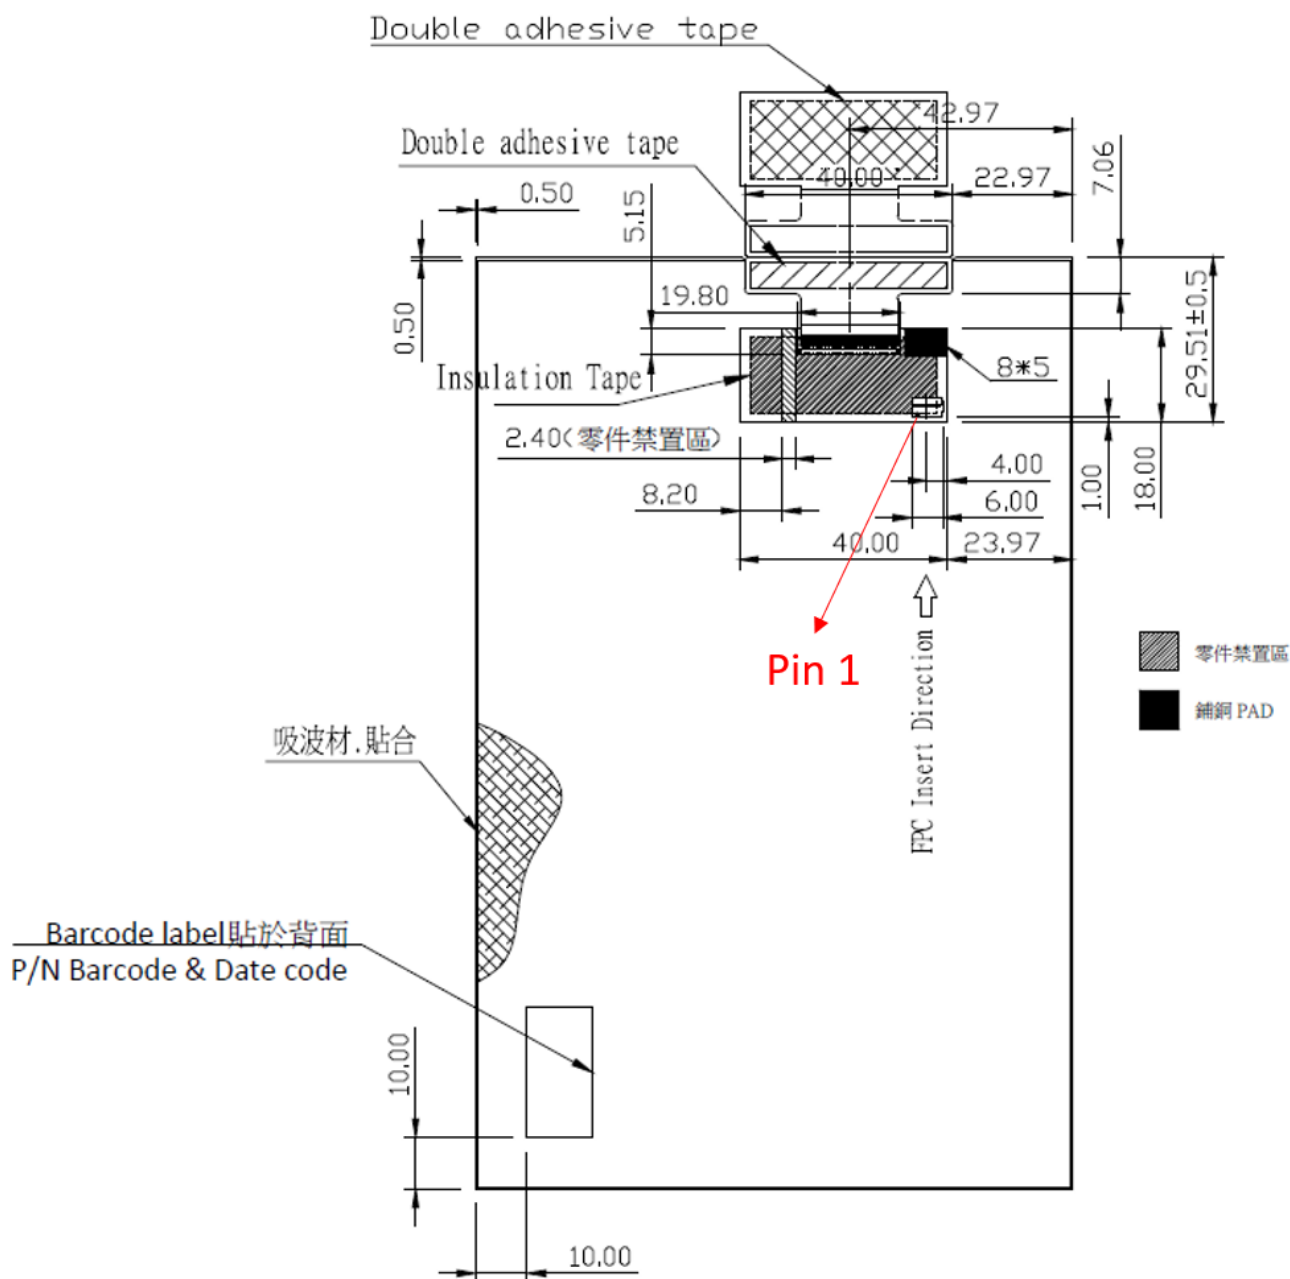 Double adhesive tape
42.97
Double adhesive tape
40.00
22.97
7.06
0.50
5.15
0.50
19.80
29.51±0.5
8*5
Insulation Tape
2.40(零件禁置區)
4.00
1.00
18.00
8.20
6.00
40.00
23.97
Pin 1
FPC Insert Direction
零件禁置區
鋪銅 PAD
吸波材.貼合
Barcode label貼於背面
P/N Barcode & Date code
10.00
10.00